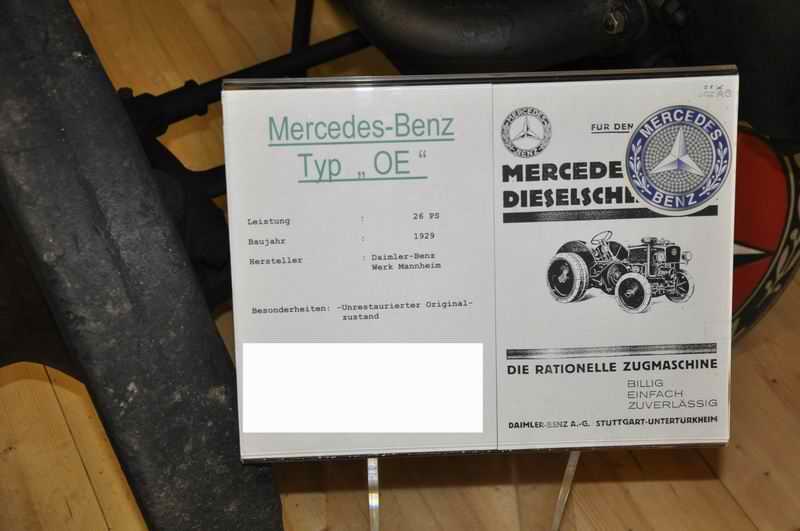 Mercedes-Benz
Typ „ OE “
Leistung : 26 PS
Baujahr : 1929
Hersteller : Daimler-Benz
Werk Mannheim
Besonderheiten: -Unrestaurierter Original-
zustand
MERCEDES
BENZ
FÜR DEN
MERCEDES
BENZ
DIESELSCH
DIE RATIONELLE ZUGMASCHINE
BILLIG
EINFACH
ZUVERLÄSSIG
DAIMLER-BENZ A.-G. STUTTGART-UNTERTÜRKHEIM